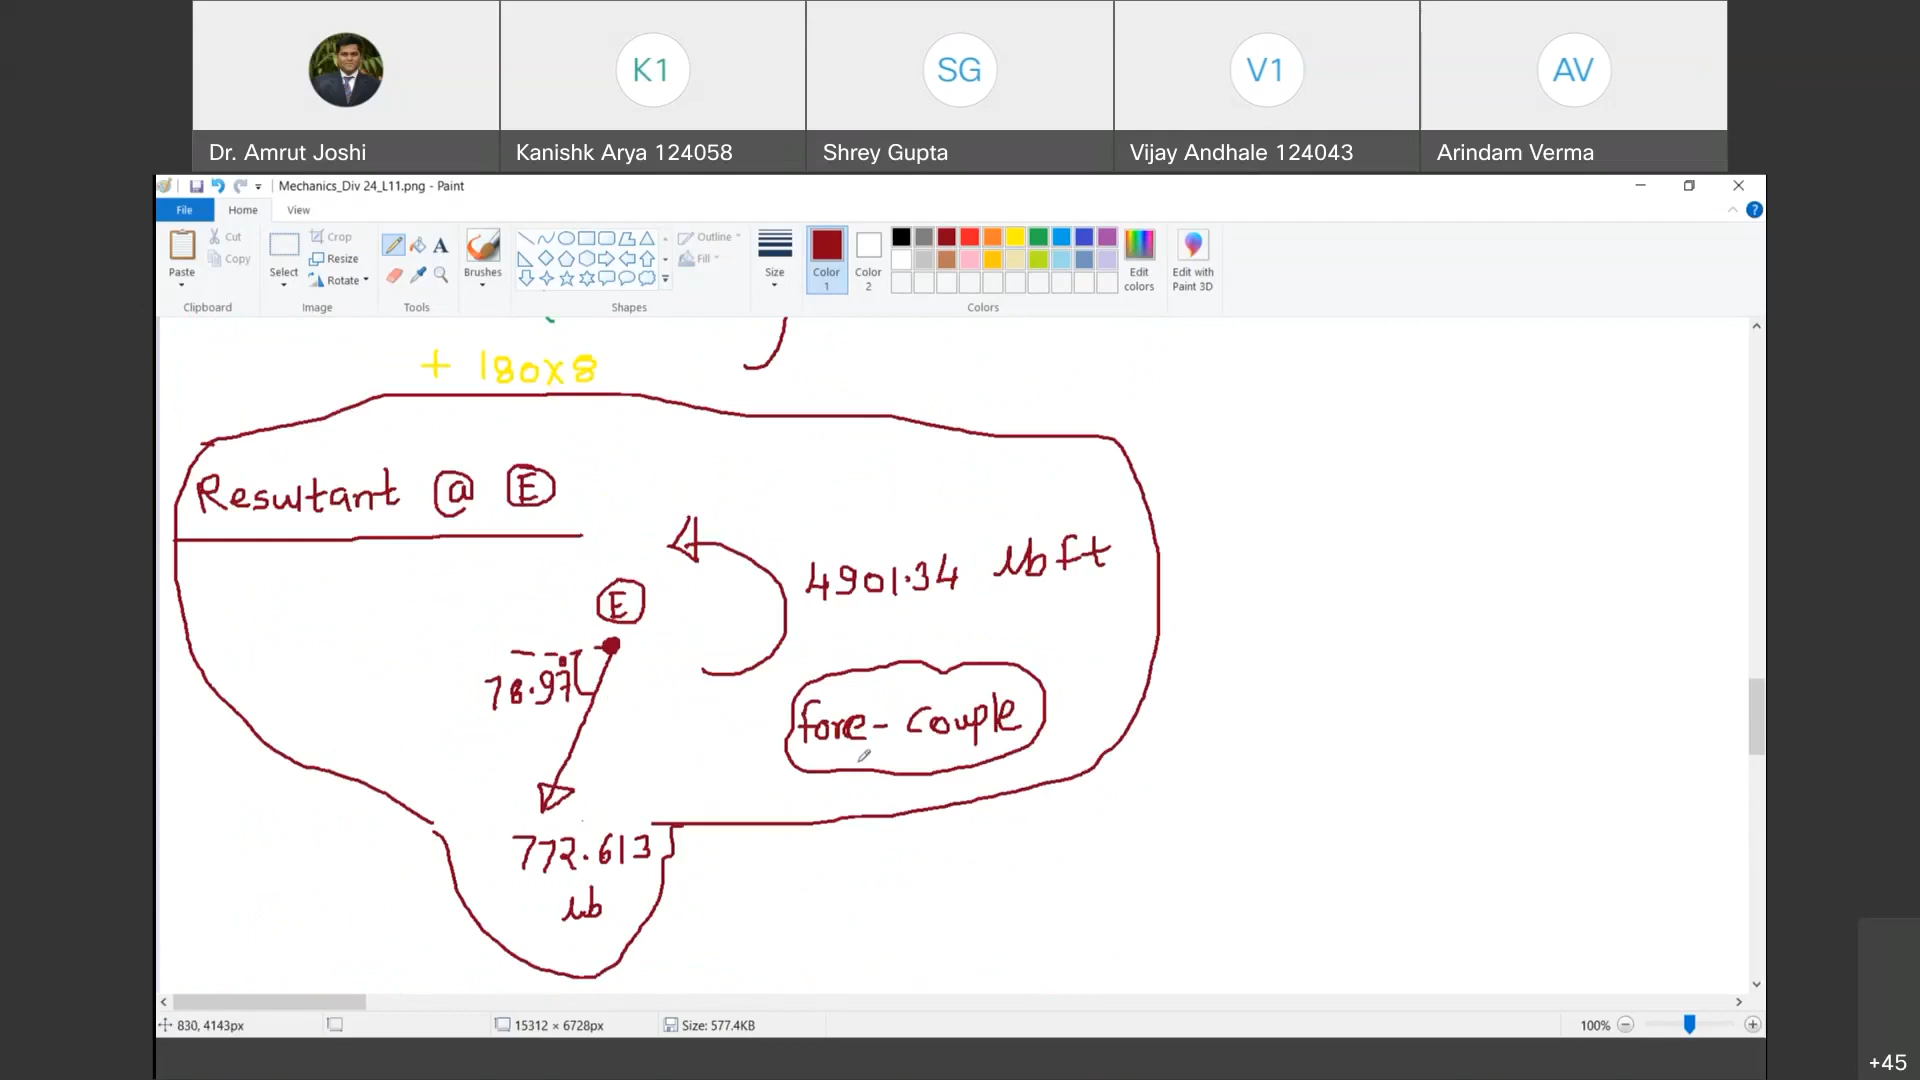 K1
SG
V1
AV
Dr. Amrut Joshi
Kanishk Arya 124058
Shrey Gupta
Vijay Andhale 124043
Arindam Verma
Mechanics_Div 24_L11.png - Paint
File
Home
View
Paste
Cut
Copy
Clipboard
Select
Crop
Resize
Rotate
Image
A
Tools
Brushes
Outline
Fill
Shapes
Size
Color 1
Color 2
Edit colors
Edit with Paint 3D
Colors
+ 180x8
Resultant @ E
4901.34 lb ft
E
78.97°
force - couple
772.613
lb
830, 4143px
15312 × 6728px
Size: 577.4KB
100%
+45